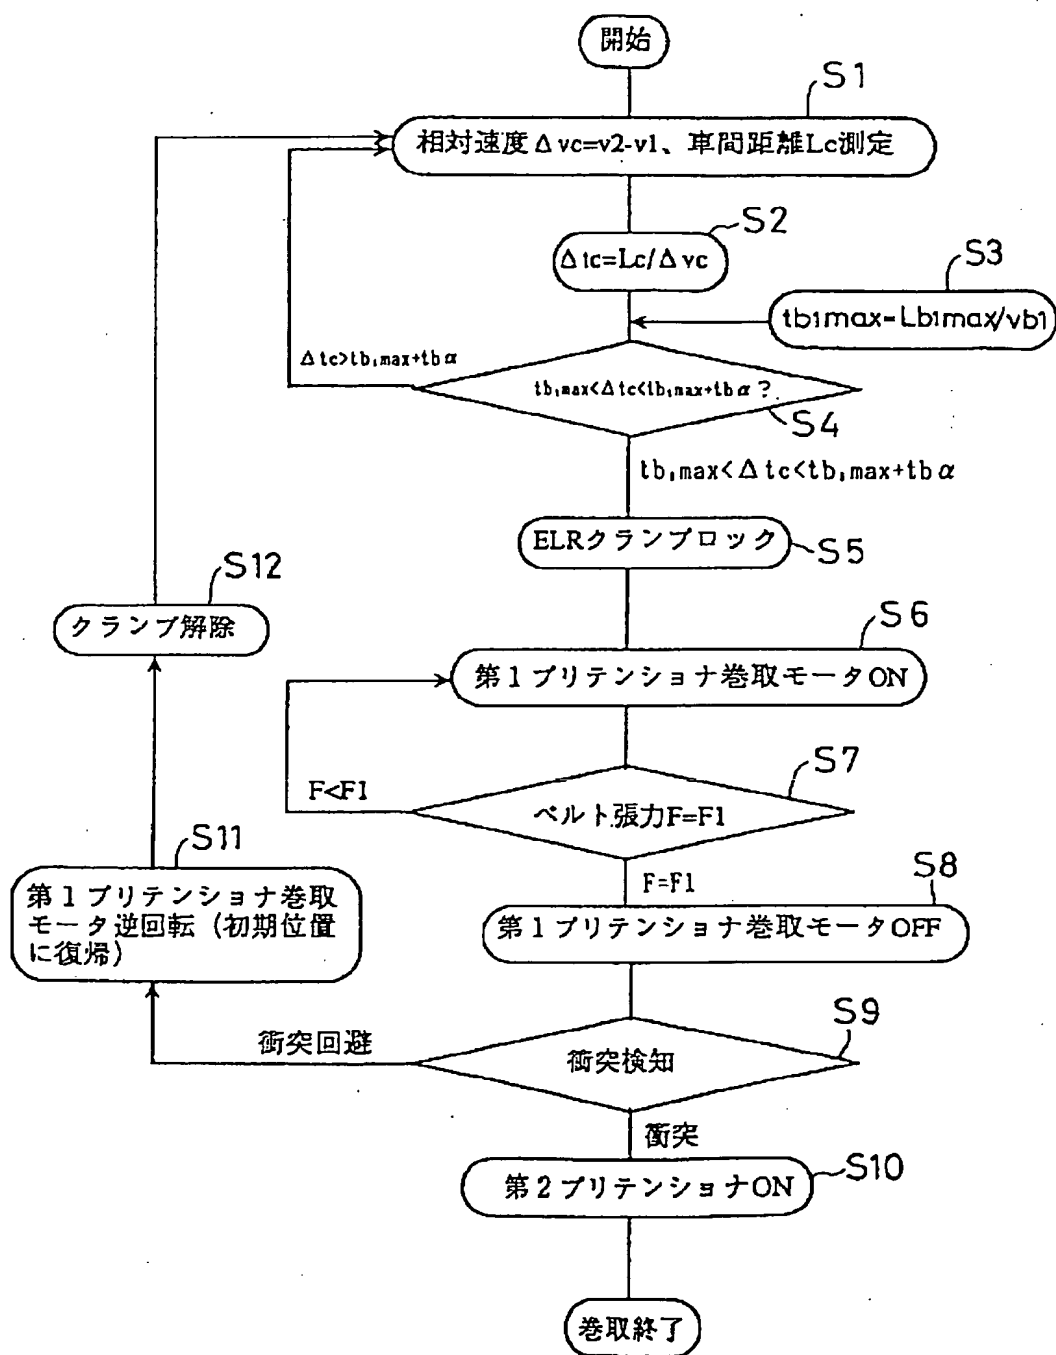 開始
S1
相対速度Δvc=v2-v1、車間距離Lc測定
S2
Δtc=Lc/Δvc
S3
tb1max=Lb1max/vb1
Δtc>tb1max+tbα
tb1max<Δtc<tb1max+tbα?
S4
tb1max<Δtc<tb1max+tbα
ELRクランプロック
S5
S12
クランプ解除
S6
第1プリテンショナ巻取モータON
S7
F<F1
ベルト張力F=F1
S11
第1プリテンショナ巻取
モータ逆回転（初期位置
に復帰）
F=F1
S8
第1プリテンショナ巻取モータOFF
S9
衝突回避
衝突検知
衝突
S10
第2プリテンショナON
巻取終了